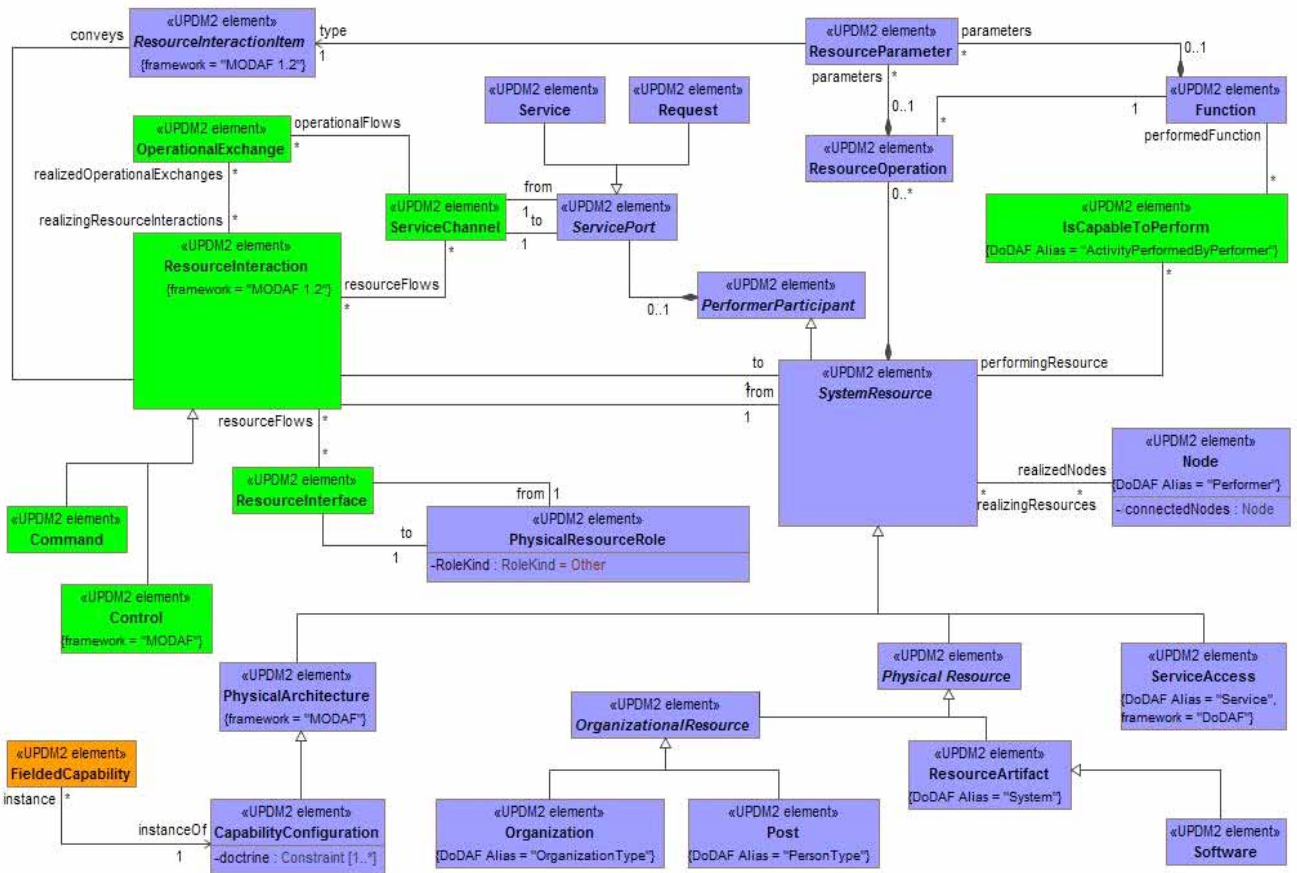 «UPDM2 element»
ResourceInteractionItem
{framework = "MODAF 1.2"}
conveys
type
1
«UPDM2 element»
ResourceParameter
parameters
*
parameters
*
0..1
0..1
«UPDM2 element»
Function
1
*
performedFunction
*
«UPDM2 element»
Service
«UPDM2 element»
Request
«UPDM2 element»
OperationalExchange
operationalFlows
*
*
realizedOperationalExchanges
*
realizingResourceInteractions
*
«UPDM2 element»
ResourceOperation
0..*
«UPDM2 element»
ServiceChannel
*
from
1
to
1
«UPDM2 element»
ServicePort
«UPDM2 element»
IsCapableToPerform
{DoDAF Alias = "ActivityPerformedByPerformer"}
*
«UPDM2 element»
ResourceInteraction
{framework = "MODAF 1.2"}
resourceFlows
*
0..1
«UPDM2 element»
PerformerParticipant
to
1
from
1
«UPDM2 element»
SystemResource
performingResource
resourceFlows
*
*
«UPDM2 element»
ResourceInterface
from
1
to
1
«UPDM2 element»
PhysicalResourceRole
-RoleKind : RoleKind = Other
realizedNodes
*
*
realizingResources
«UPDM2 element»
Node
{DoDAF Alias = "Performer"}
-/connectedNodes : Node
«UPDM2 element»
Command
«UPDM2 element»
Control
{framework = "MODAF"}
«UPDM2 element»
PhysicalArchitecture
{framework = "MODAF"}
«UPDM2 element»
Physical Resource
«UPDM2 element»
ServiceAccess
{DoDAF Alias = "Service",
framework = "DoDAF"}
«UPDM2 element»
OrganizationalResource
«UPDM2 element»
ResourceArtifact
{DoDAF Alias = "System"}
«UPDM2 element»
FieldedCapability
instance
*
instanceOf
1
«UPDM2 element»
CapabilityConfiguration
-doctrine : Constraint [1..*]
«UPDM2 element»
Organization
{DoDAF Alias = "OrganizationType"}
«UPDM2 element»
Post
{DoDAF Alias = "PersonType"}
«UPDM2 element»
Software